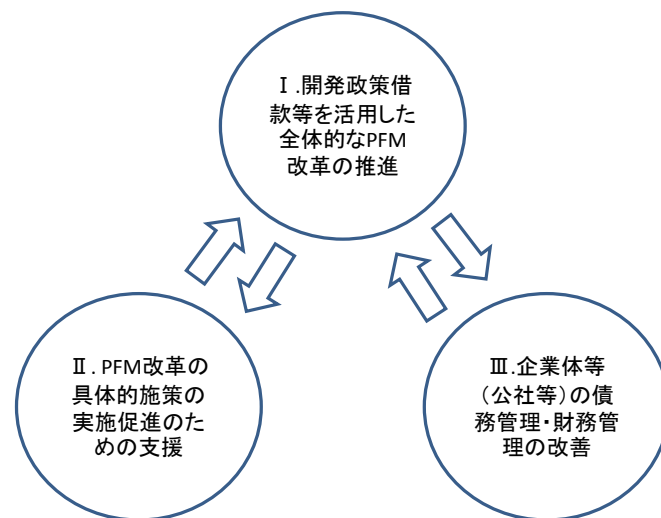 Ⅰ.開発政策借
款等を活用した
全体的なPFM
改革の推進
Ⅱ.PFM改革の
具体的施策の
実施促進のた
めの支援
Ⅲ.企業体等
(公社等)の債
務管理・財務管
理の改善